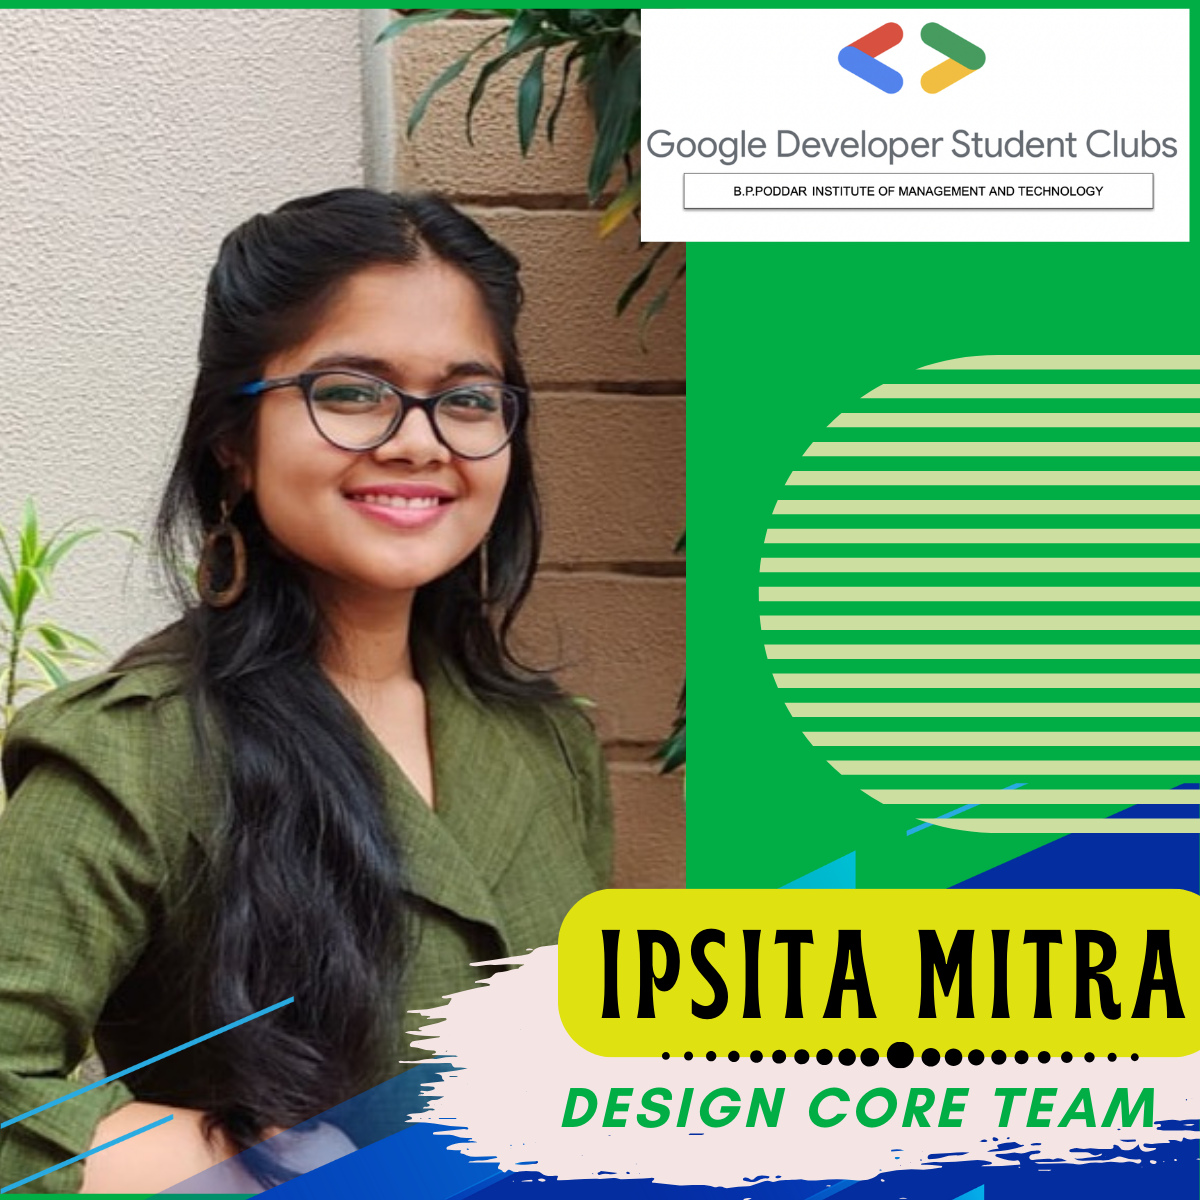 Google Developer Student Clubs
B.P.PODDAR INSTITUTE OF MANAGEMENT AND TECHNOLOGY
IPSITA MITRA
DESIGN CORE TEAM